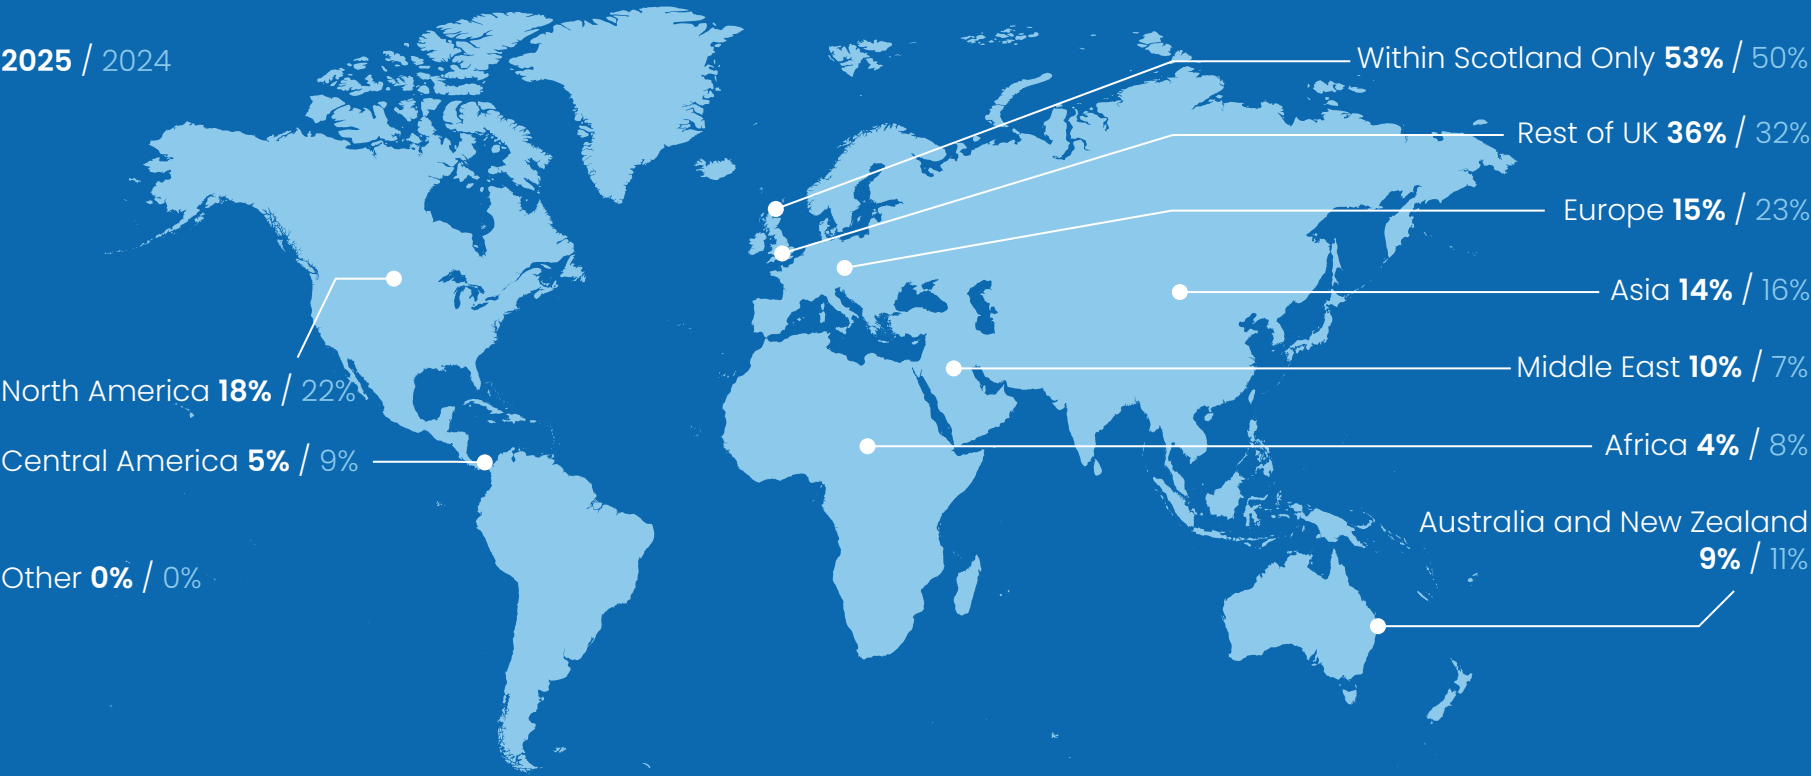 2025 / 2024
Within Scotland Only 53% / 50%
Rest of UK 36% / 32%
Europe 15% / 23%
Asia 14% / 16%
Middle East 10% / 7%
North America 18% / 22%
Africa 4% / 8%
Central America 5% / 9%
Australia and New Zealand
9% / 11%
Other 0% / 0%